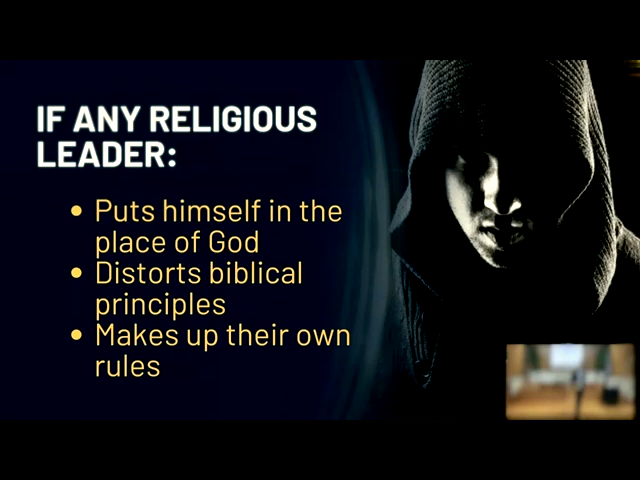 IF ANY RELIGIOUS
LEADER:
• Puts himself in the
place of God
• Distorts biblical
principles
• Makes up their own
rules